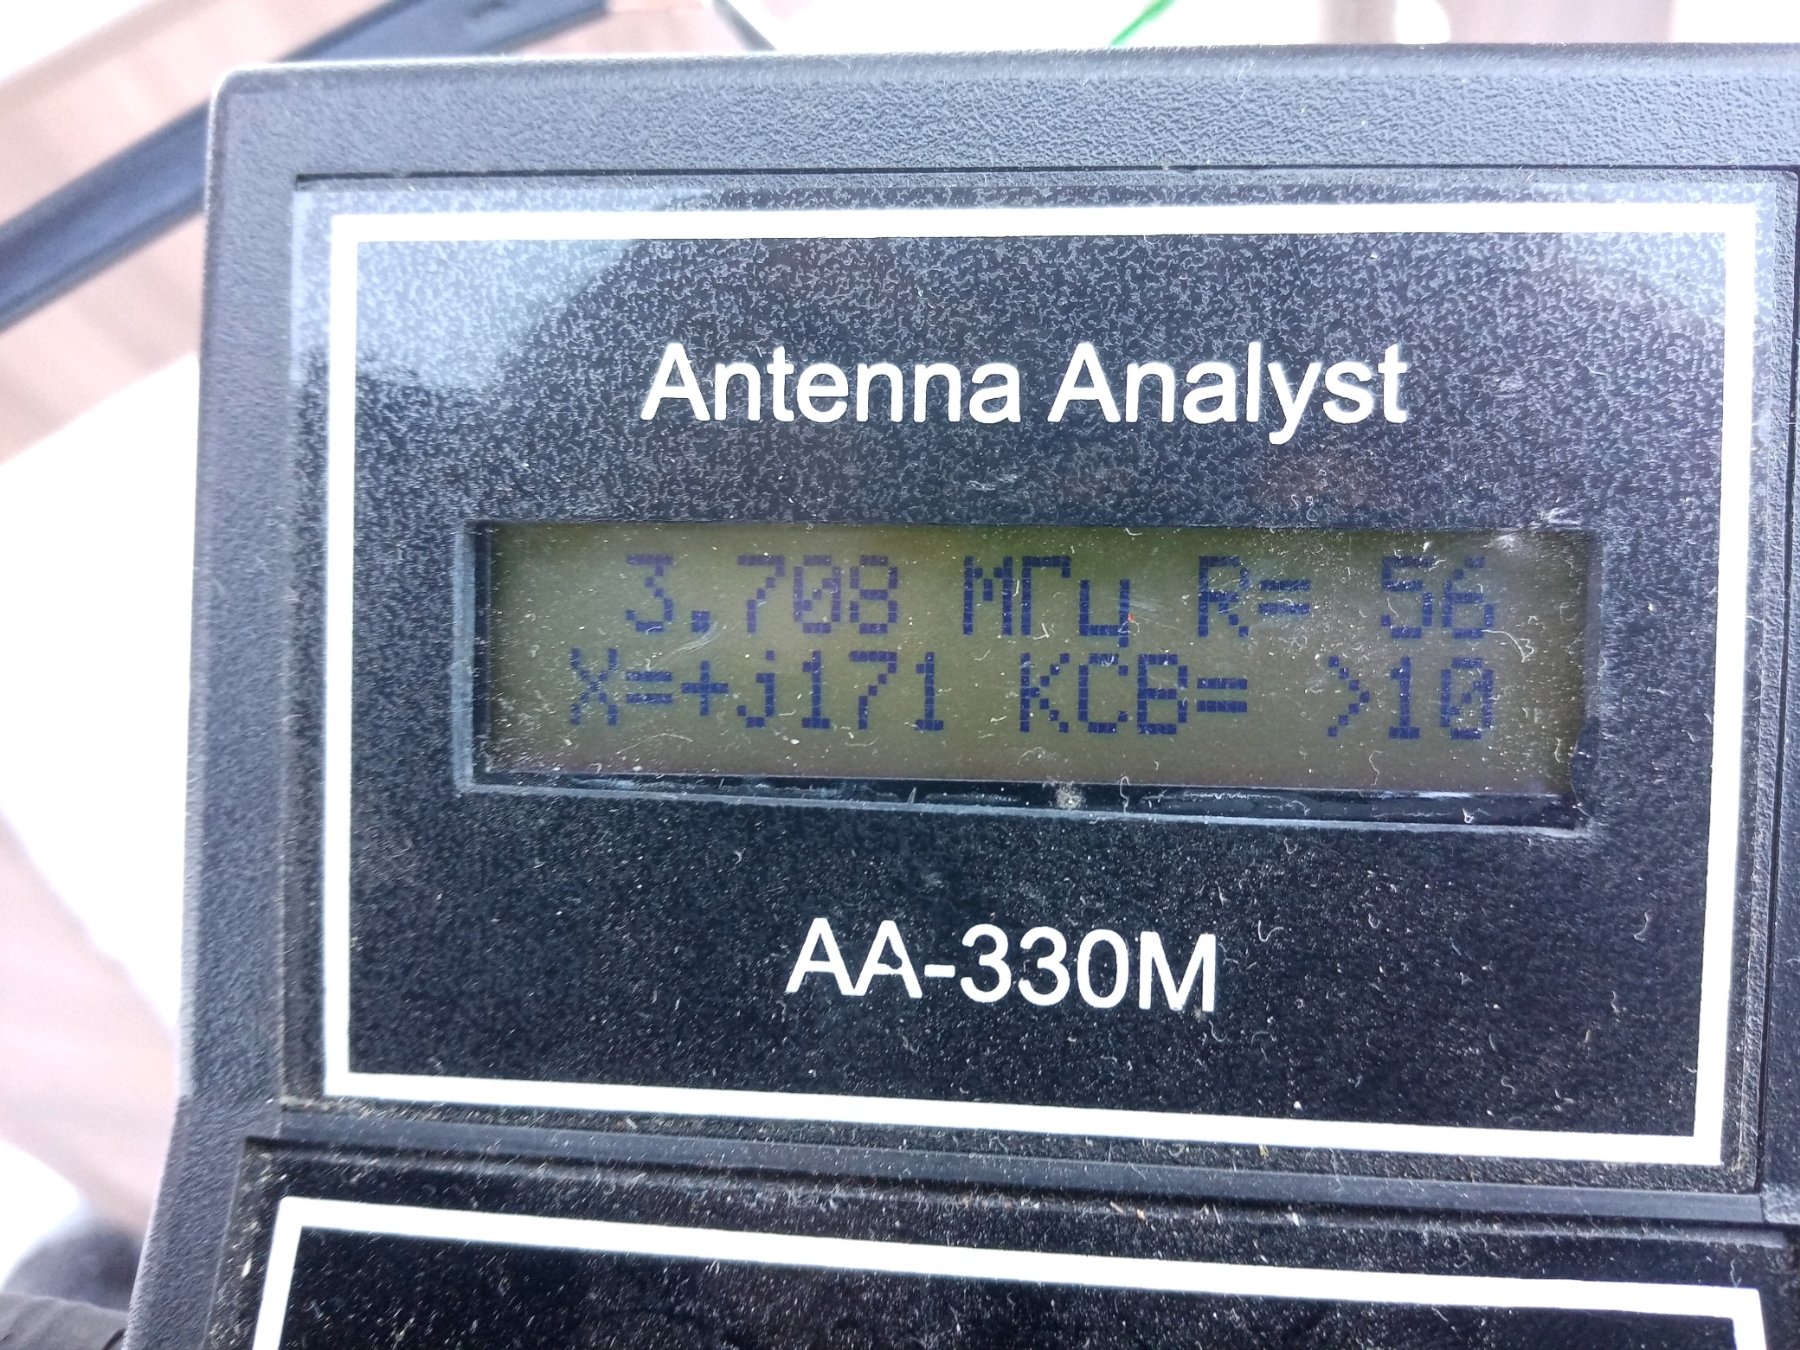 Antenna Analyst
3.708 МГц R= 56
X=+j171 КСВ= >10
AA-330M